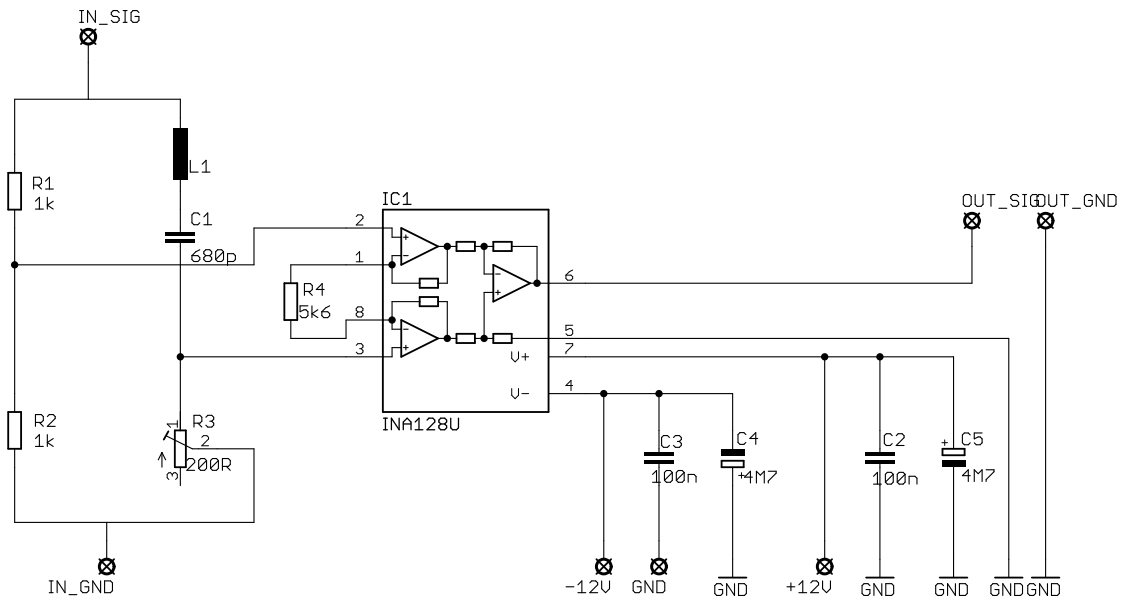 IN_SIG
L1
R1
1k
C1
680p
IC1
2
1
R4
5k6
8
3
6
5
7
V+
4
V-
INA128U
+
-
-
+
-
+
OUT_SIG
OUT_GND
R2
1k
1
R3
2
200R
3
C3
100n
C4
+4M7
C2
100n
+
C5
4M7
IN_GND
-12V
GND
GND
+12V
GND
GND
GND
GND